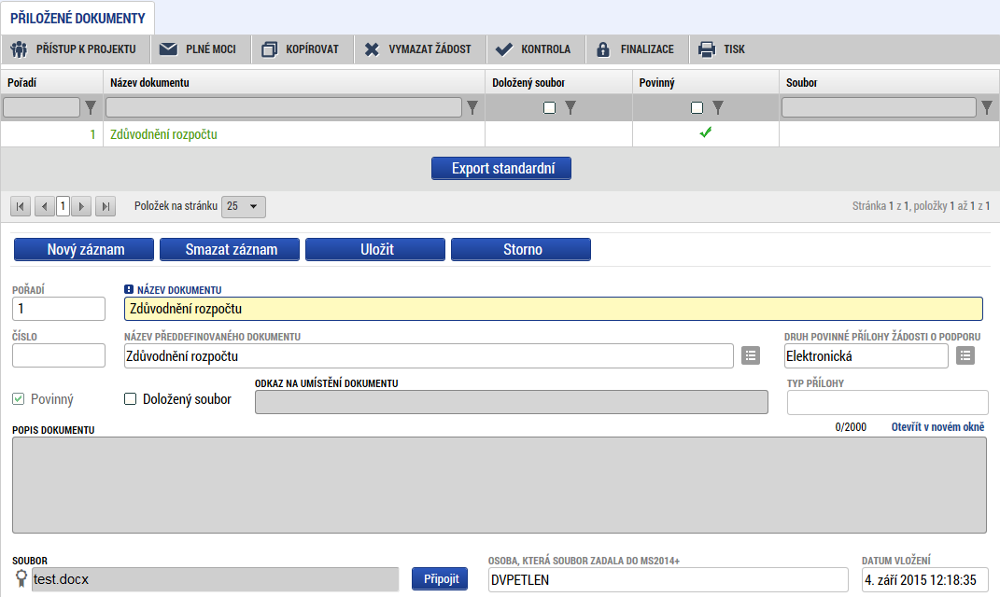 PŘILOŽENÉ DOKUMENTY
PŘÍSTUP K PROJEKTU PLNÉ MOCI KOPÍROVAT VYMAZAT ŽÁDOST KONTROLA FINALIZACE TISK
Pořadí Název dokumentu Doložený soubor Povinný Soubor
1 Zdůvodnění rozpočtu
Export standardní
1 Položek na stránku 25 Stránka 1 z 1, položky 1 až 1 z 1
Nový záznam Smazat záznam Uložit Storno
POŘADÍ NÁZEV DOKUMENTU
1 Zdůvodnění rozpočtu
ČÍSLO NÁZEV PŘEDDEFINOVANÉHO DOKUMENTU DRUH POVINNÉ PŘÍLOHY ŽÁDOSTI O PODPORU
Zdůvodnění rozpočtu Elektronická
ODKAZ NA UMÍSTĚNÍ DOKUMENTU TYP PŘÍLOHY
Povinný Doložený soubor
POPIS DOKUMENTU 0/2000 Otevřít v novém okně
SOUBOR OSOBA, KTERÁ SOUBOR ZADALA DO MS2014+ DATUM VLOŽENÍ
test.docx Připojit DVPETLEN 4. září 2015 12:18:35